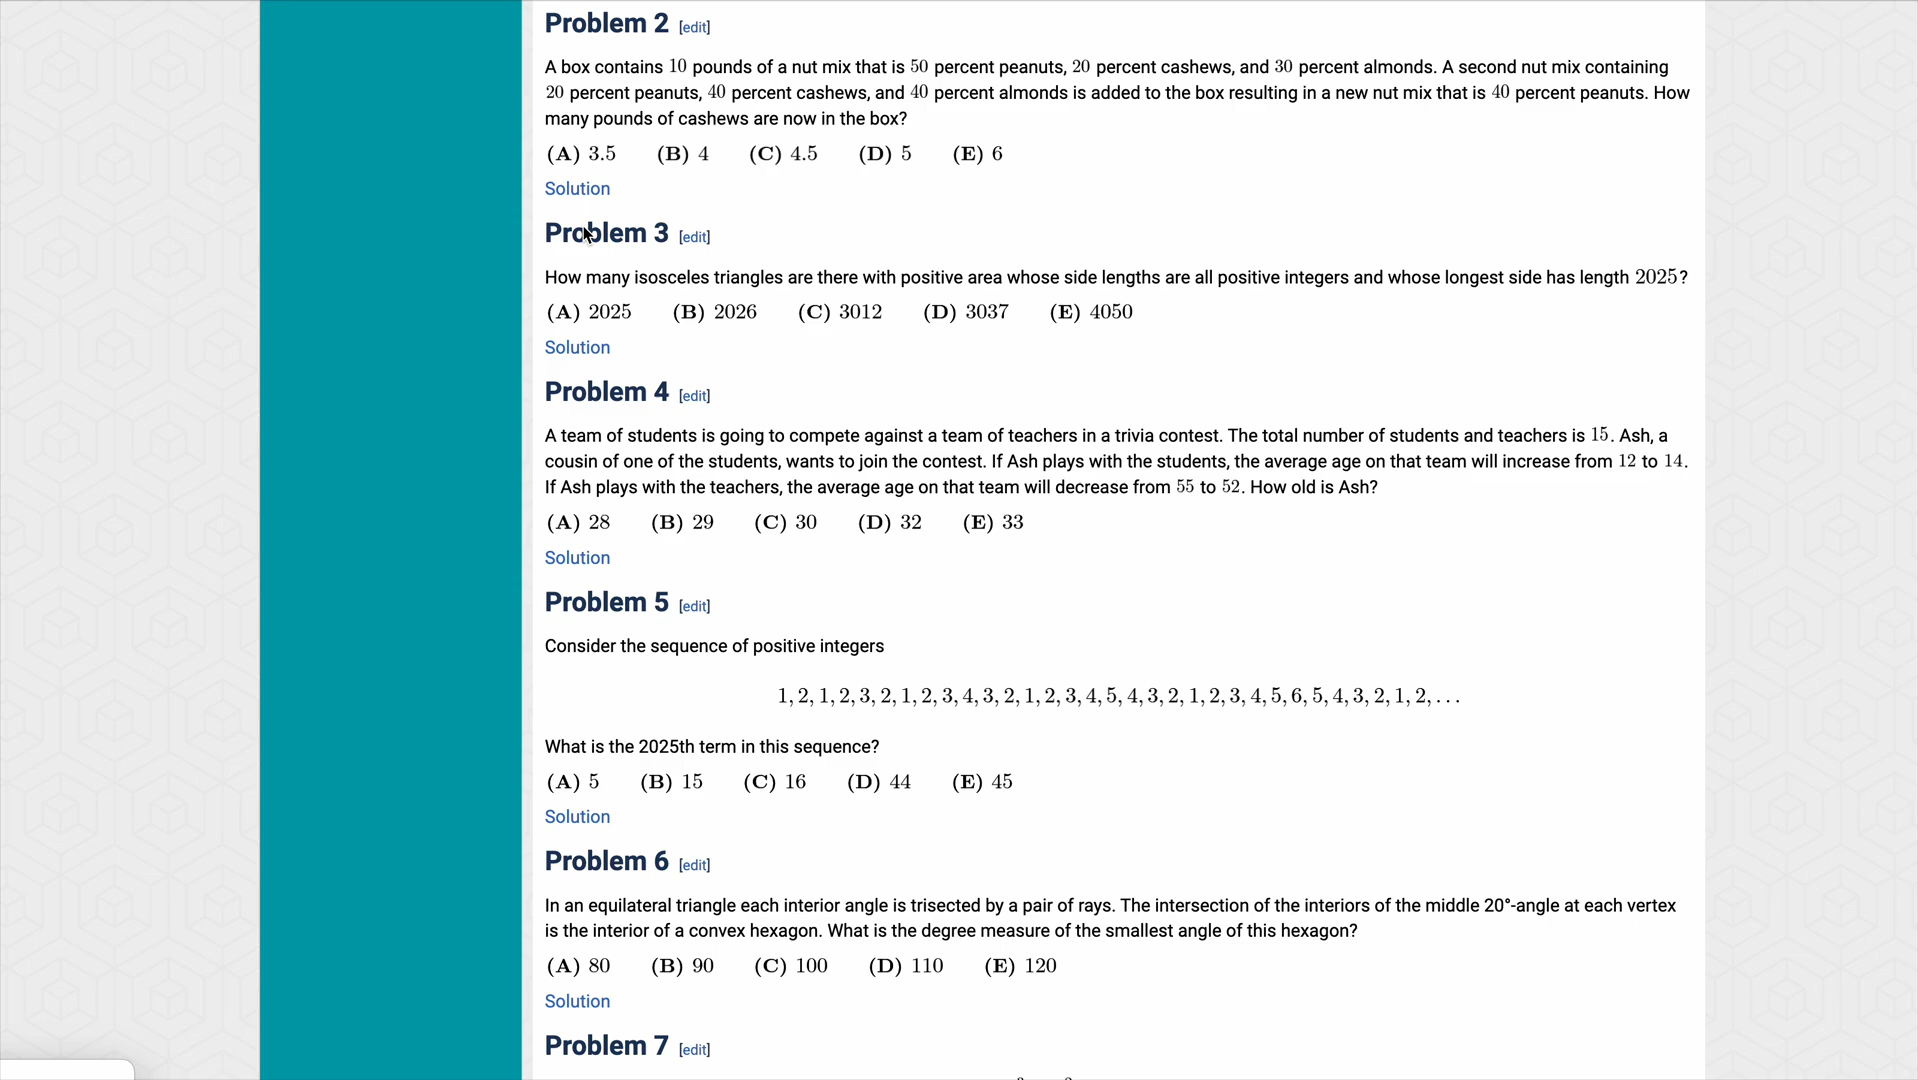 Problem 2 [edit]
A box contains 10 pounds of a nut mix that is 50 percent peanuts, 20 percent cashews, and 30 percent almonds. A second nut mix containing
20 percent peanuts, 40 percent cashews, and 40 percent almonds is added to the box resulting in a new nut mix that is 40 percent peanuts. How
many pounds of cashews are now in the box?
(A) 3.5 (B) 4 (C) 4.5 (D) 5 (E) 6
Solution
Problem 3 [edit]
How many isosceles triangles are there with positive area whose side lengths are all positive integers and whose longest side has length 2025?
(A) 2025 (B) 2026 (C) 3012 (D) 3037 (E) 4050
Solution
Problem 4 [edit]
A team of students is going to compete against a team of teachers in a trivia contest. The total number of students and teachers is 15. Ash, a
cousin of one of the students, wants to join the contest. If Ash plays with the students, the average age on that team will increase from 12 to 14.
If Ash plays with the teachers, the average age on that team will decrease from 55 to 52. How old is Ash?
(A) 28 (B) 29 (C) 30 (D) 32 (E) 33
Solution
Problem 5 [edit]
Consider the sequence of positive integers
1, 2, 1, 2, 3, 2, 1, 2, 3, 4, 3, 2, 1, 2, 3, 4, 5, 4, 3, 2, 1, 2, 3, 4, 5, 6, 5, 4, 3, 2, 1, 2, . . .
What is the 2025th term in this sequence?
(A) 5 (B) 15 (C) 16 (D) 44 (E) 45
Solution
Problem 6 [edit]
In an equilateral triangle each interior angle is trisected by a pair of rays. The intersection of the interiors of the middle 20°-angle at each vertex
is the interior of a convex hexagon. What is the degree measure of the smallest angle of this hexagon?
(A) 80 (B) 90 (C) 100 (D) 110 (E) 120
Solution
Problem 7 [edit]